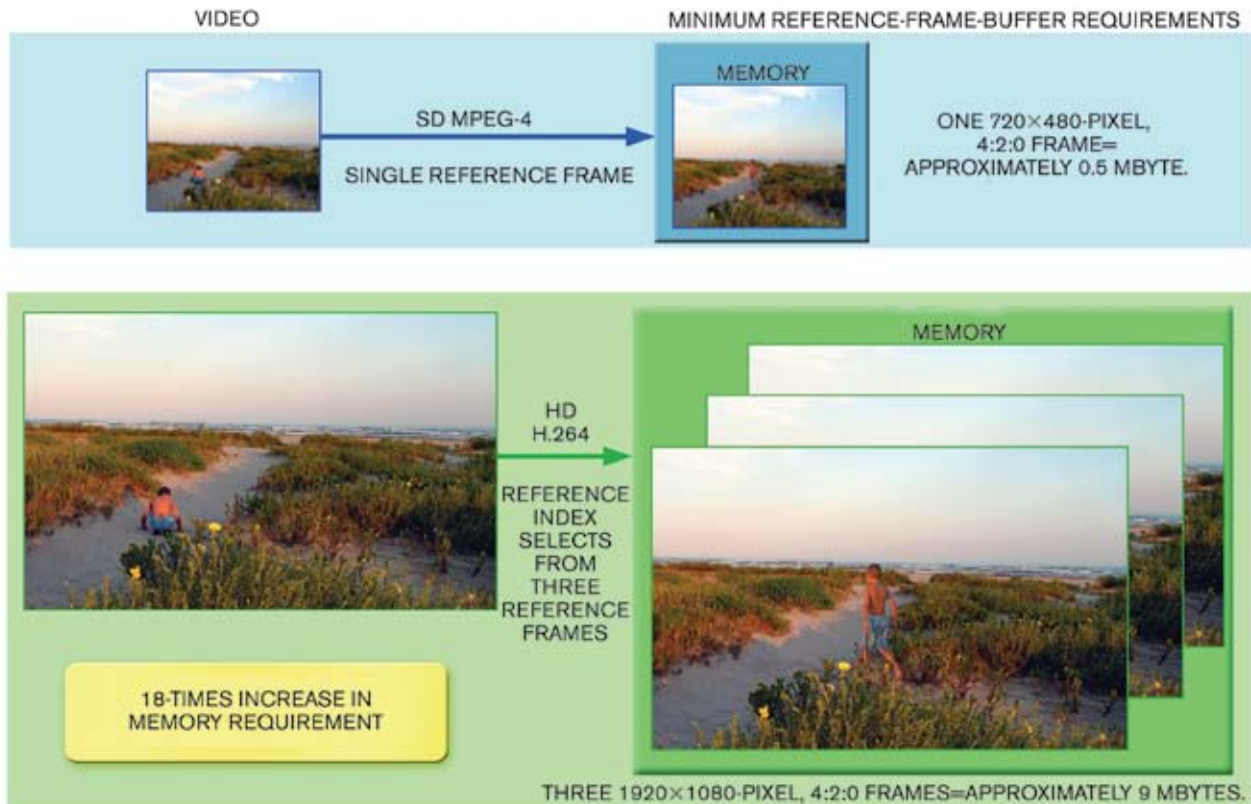 VIDEO
MINIMUM REFERENCE-FRAME-BUFFER REQUIREMENTS
SD MPEG-4
SINGLE REFERENCE FRAME
MEMORY
ONE 720×480-PIXEL,
4:2:0 FRAME=
APPROXIMATELY 0.5 MBYTE.
HD
H.264
REFERENCE
INDEX
SELECTS
FROM
THREE
REFERENCE
FRAMES
MEMORY
18-TIMES INCREASE IN
MEMORY REQUIREMENT
THREE 1920×1080-PIXEL, 4:2:0 FRAMES=APPROXIMATELY 9 MBYTES.